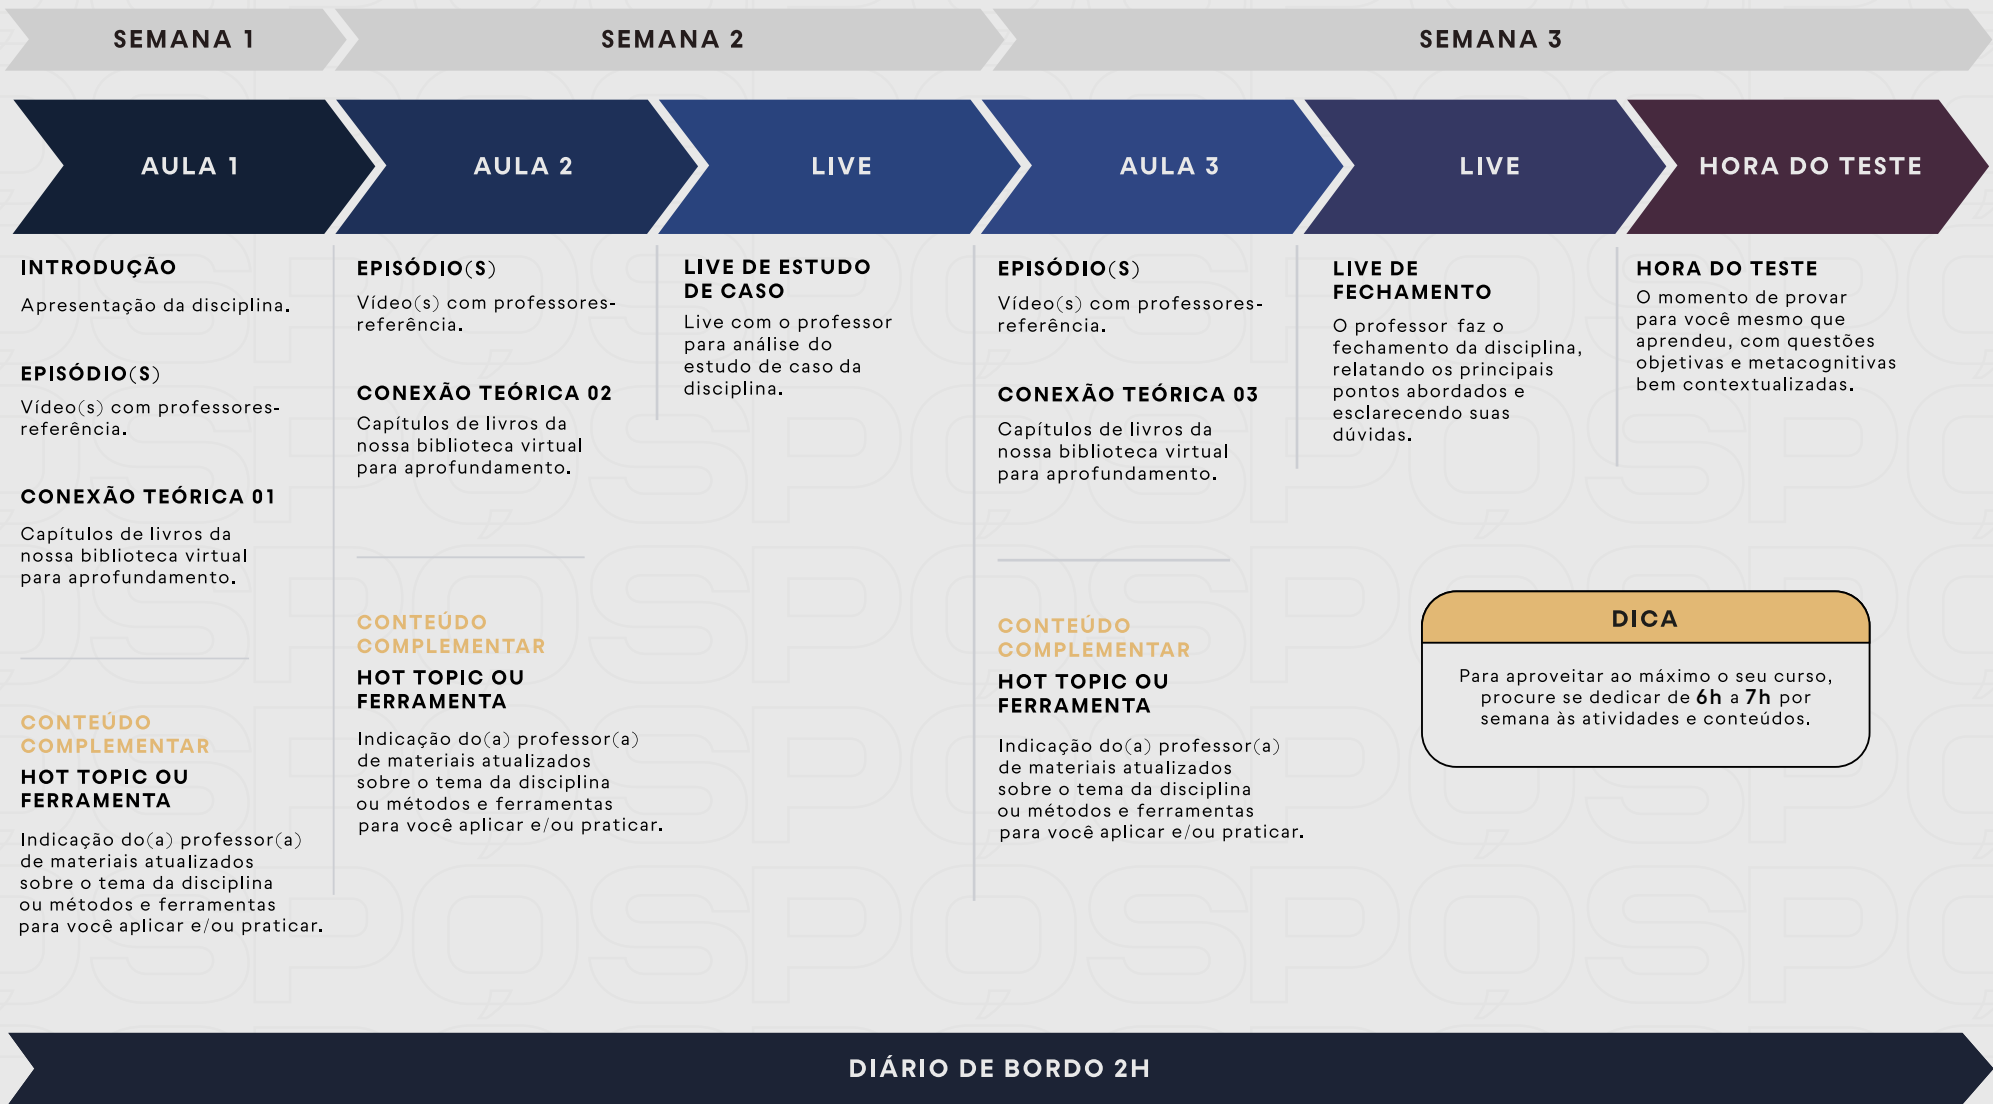 SEMANA 1
SEMANA 2
SEMANA 3
AULA 1
AULA 2
LIVE
AULA 3
LIVE
HORA DO TESTE
INTRODUÇÃO
Apresentação da disciplina.
EPISÓDIO(S)
Vídeo(s) com professores-
referência.
CONEXÃO TEÓRICA 01
Capítulos de livros da
nossa biblioteca virtual
para aprofundamento.
CONTEÚDO
COMPLEMENTAR
HOT TOPIC OU
FERRAMENTA
Indicação do(a) professor(a)
de materiais atualizados
sobre o tema da disciplina
ou métodos e ferramentas
para você aplicar e/ou praticar.
EPISÓDIO(S)
Vídeo(s) com professores-
referência.
CONEXÃO TEÓRICA 02
Capítulos de livros da
nossa biblioteca virtual
para aprofundamento.
CONTEÚDO
COMPLEMENTAR
HOT TOPIC OU
FERRAMENTA
Indicação do(a) professor(a)
de materiais atualizados
sobre o tema da disciplina
ou métodos e ferramentas
para você aplicar e/ou praticar.
LIVE DE ESTUDO
DE CASO
Live com o professor
para análise do
estudo de caso da
disciplina.
EPISÓDIO(S)
Vídeo(s) com professores-
referência.
CONEXÃO TEÓRICA 03
Capítulos de livros da
nossa biblioteca virtual
para aprofundamento.
CONTEÚDO
COMPLEMENTAR
HOT TOPIC OU
FERRAMENTA
Indicação do(a) professor(a)
de materiais atualizados
sobre o tema da disciplina
ou métodos e ferramentas
para você aplicar e/ou praticar.
LIVE DE
FECHAMENTO
O professor faz o
fechamento da disciplina,
relatando os principais
pontos abordados e
esclarecendo suas
dúvidas.
HORA DO TESTE
O momento de provar
para você mesmo que
aprendeu, com questões
objetivas e metacognitivas
bem contextualizadas.
DICA
Para aproveitar ao máximo o seu curso,
procure se dedicar de 6h a 7h por
semana às atividades e conteúdos.
DIÁRIO DE BORDO 2H